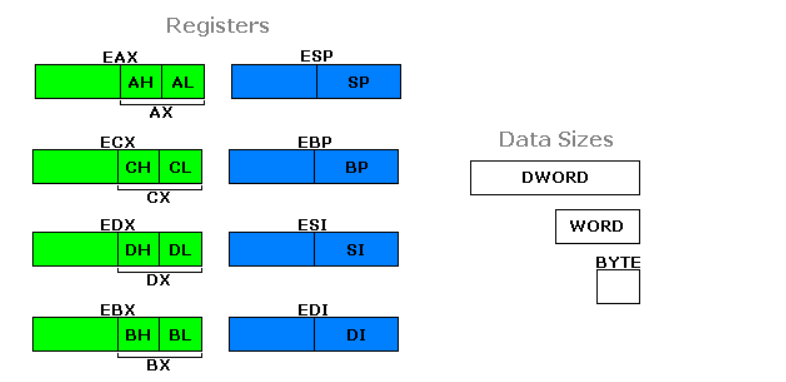 Registers
EAX
AH AL
AX
ESP
SP
ECX
CH CL
CX
EBP
BP
EDX
DH DL
DX
ESI
SI
EBX
BH BL
BX
EDI
DI
Data Sizes
DWORD
WORD
BYTE